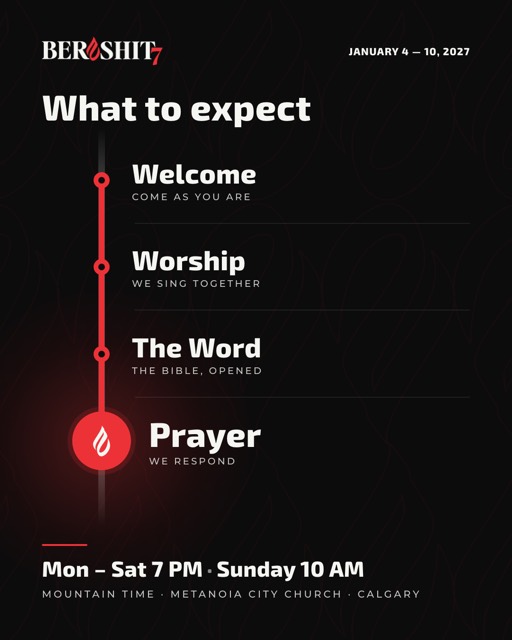 BERSHIT7
JANUARY 4 — 10, 2027
What to expect
Welcome
COME AS YOU ARE
Worship
WE SING TOGETHER
The Word
THE BIBLE, OPENED
Prayer
WE RESPOND
Mon – Sat 7 PM · Sunday 10 AM
MOUNTAIN TIME · METANOIA CITY CHURCH · CALGARY